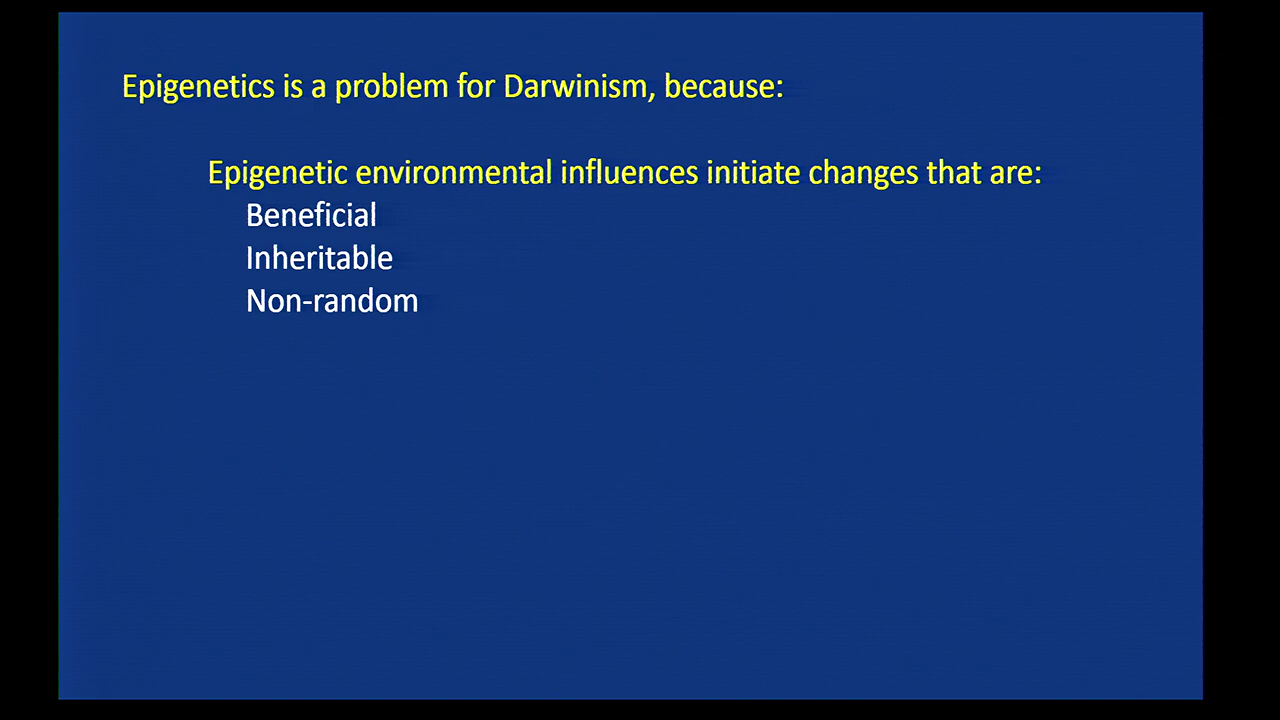 Epigenetics is a problem for Darwinism, because:
Epigenetic environmental influences initiate changes that are:
Beneficial
Inheritable
Non-random